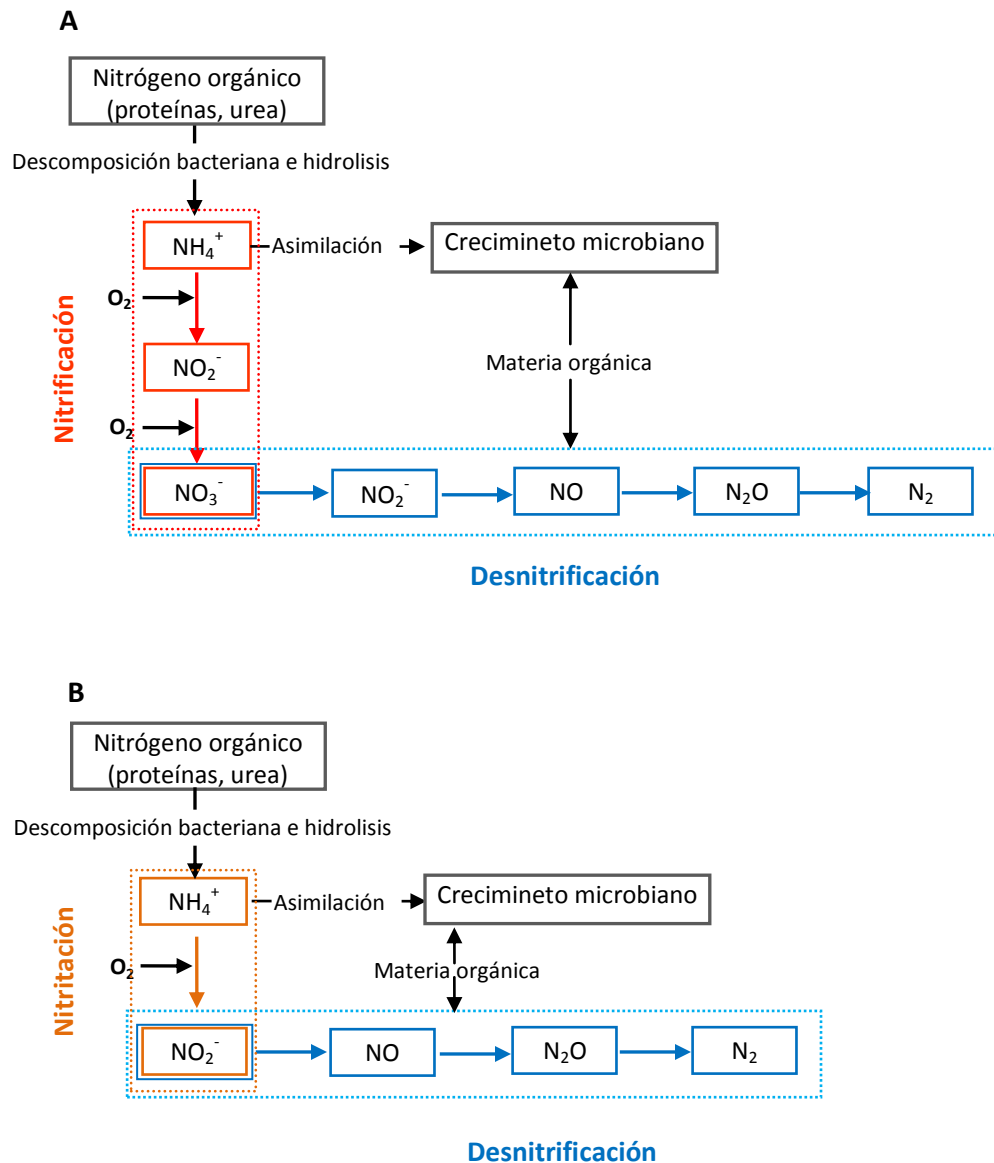 A
Nitrógeno orgánico
(proteínas, urea)
Descomposición bacteriana e hidrolisis
NH₄⁺
Asimilación
Crecimineto microbiano
O₂
Nitrificación
NO₂⁻
Materia orgánica
O₂
NO₃⁻
NO₂⁻
NO
N₂O
N₂
Desnitrificación
B
Nitrógeno orgánico
(proteínas, urea)
Descomposición bacteriana e hidrolisis
NH₄⁺
Asimilación
Crecimineto microbiano
Nitritación
O₂
Materia orgánica
NO₂⁻
NO
N₂O
N₂
Desnitrificación